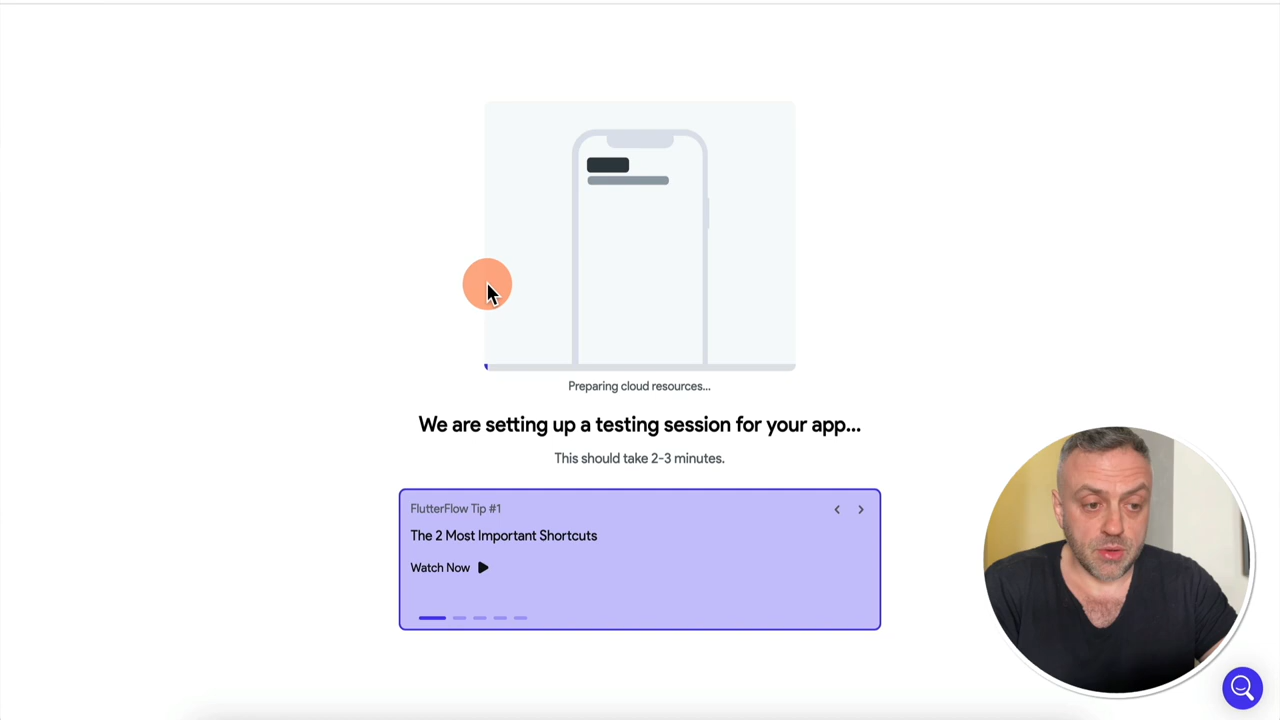 Preparing cloud resources...
We are setting up a testing session for your app...
This should take 2-3 minutes.
FlutterFlow Tip #1
The 2 Most Important Shortcuts
Watch Now